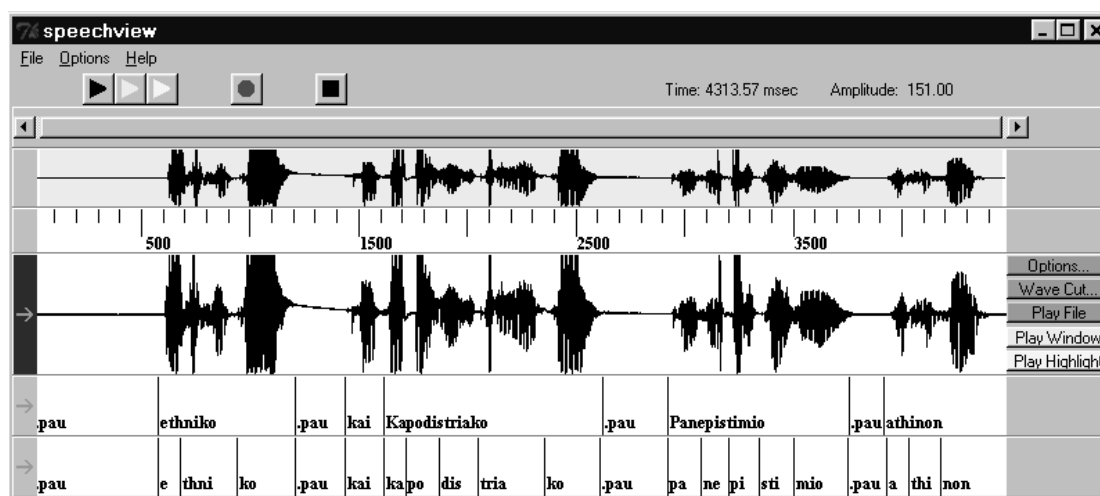 speechview
File Options Help
Time: 4313.57 msec Amplitude: 151.00
500 1500 2500 3500
Options...
Wave Cut...
Play File
Play Window
Play Highligh
.pau ethniko .pau kai Kapodistriako .pau Panepistimio .pau athinon
.pau e thni ko .pau kai ka po dis tria ko .pau pa ne pi sti mio .pau a thi non